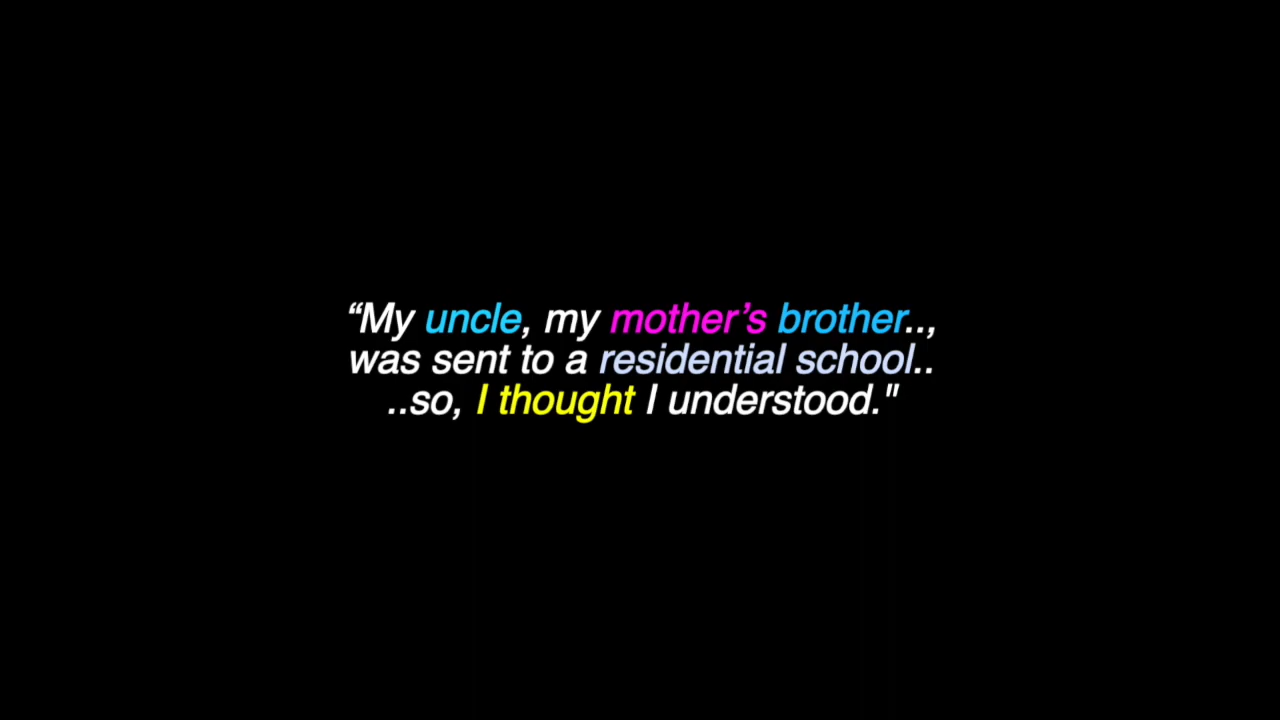 “My uncle, my mother’s brother..,
was sent to a residential school..
..so, I thought I understood."